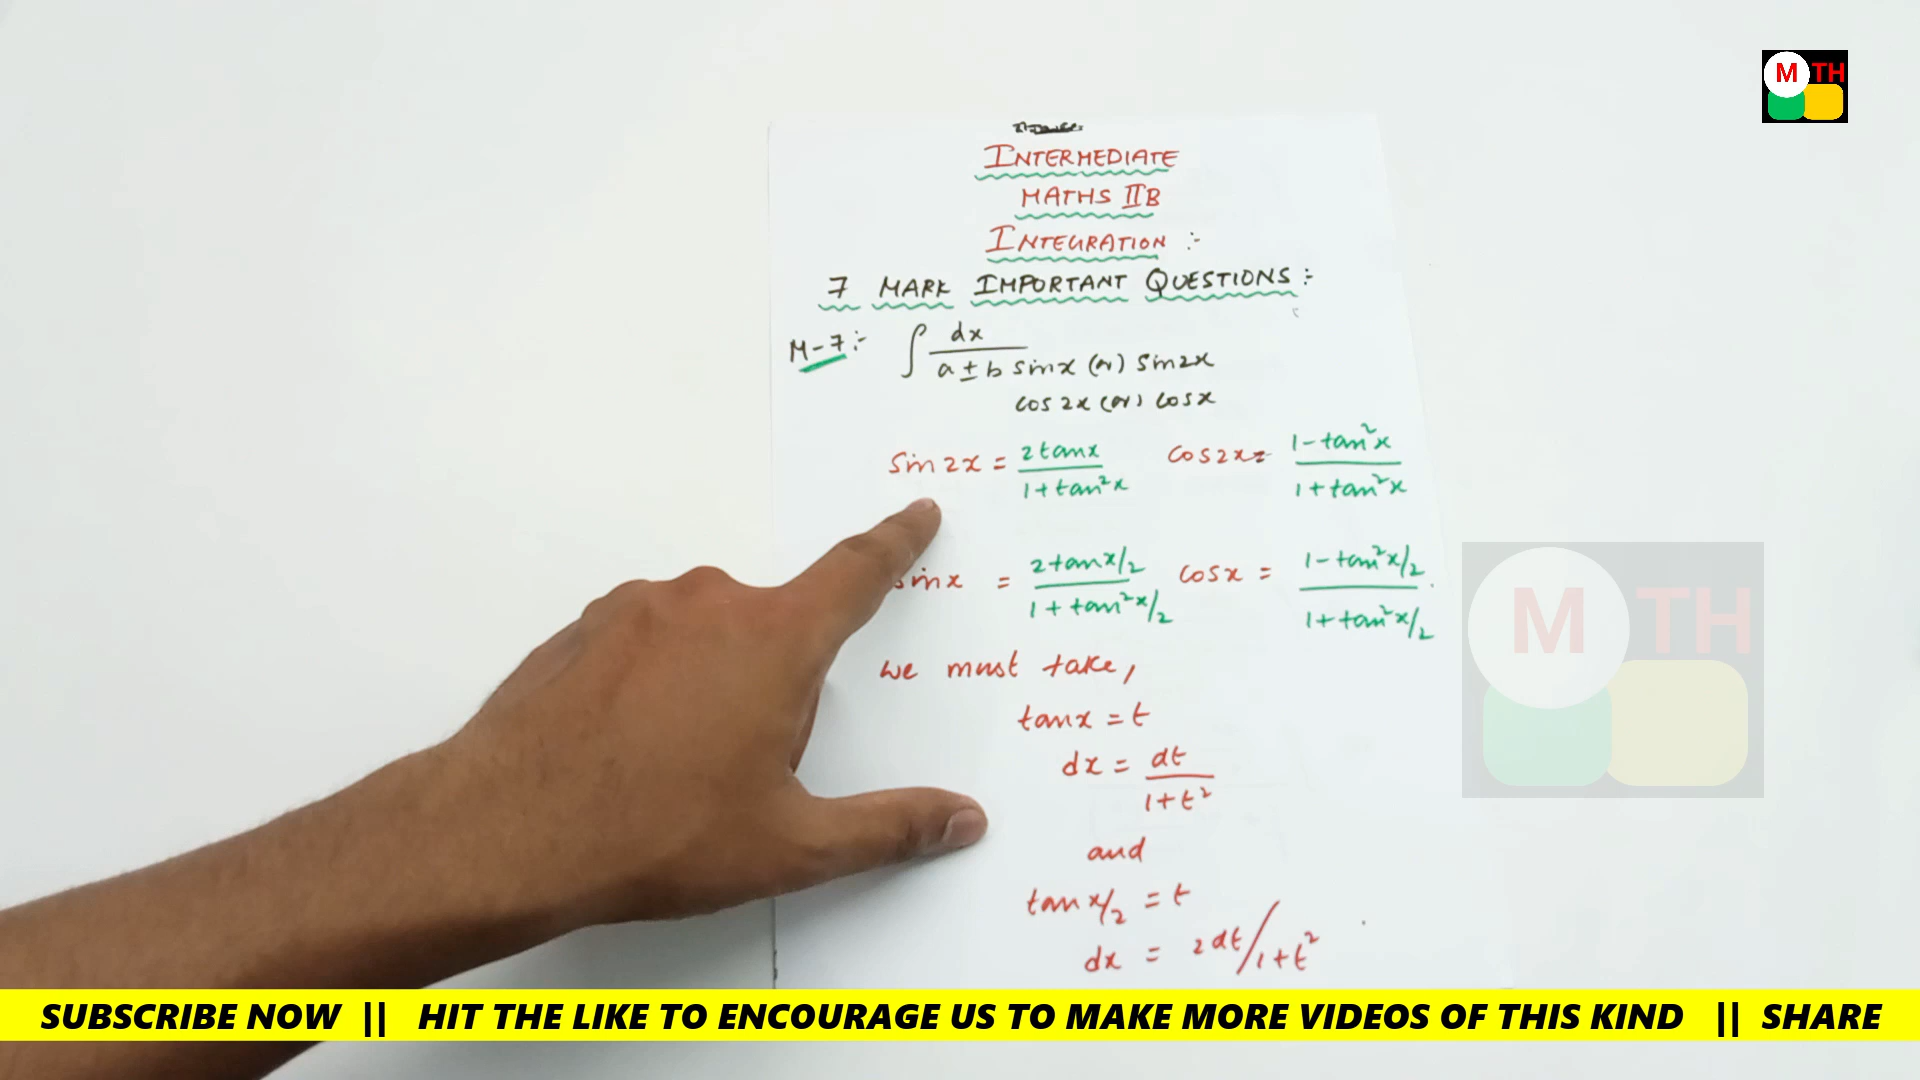 M TH
INTERMEDIATE
MATHS IIB
INTEGRATION :-
7 MARK IMPORTANT QUESTIONS :-
M-7 :- ∫ dx / a ± b sinx (or) sin2x
cos 2x (or) cosx
sin 2x = 2tanx / 1+tan²x cos2x = 1-tan²x / 1+tan²x
sinx = 2tanx/2 / 1+tan²x/2 cosx = 1-tan²x/2 / 1+tan²x/2
we must take,
tanx = t
dx = dt / 1+t²
and
tan x/2 = t
dx = 2dt/1+t²
M TH
SUBSCRIBE NOW || HIT THE LIKE TO ENCOURAGE US TO MAKE MORE VIDEOS OF THIS KIND || SHARE